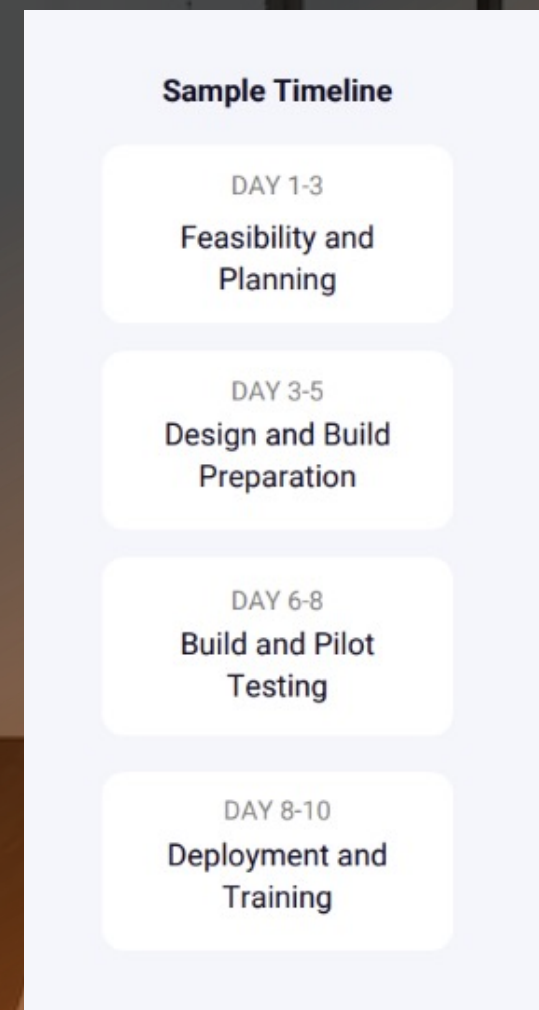 Sample Timeline
DAY 1-3
Feasibility and
Planning
DAY 3-5
Design and Build
Preparation
DAY 6-8
Build and Pilot
Testing
DAY 8-10
Deployment and
Training